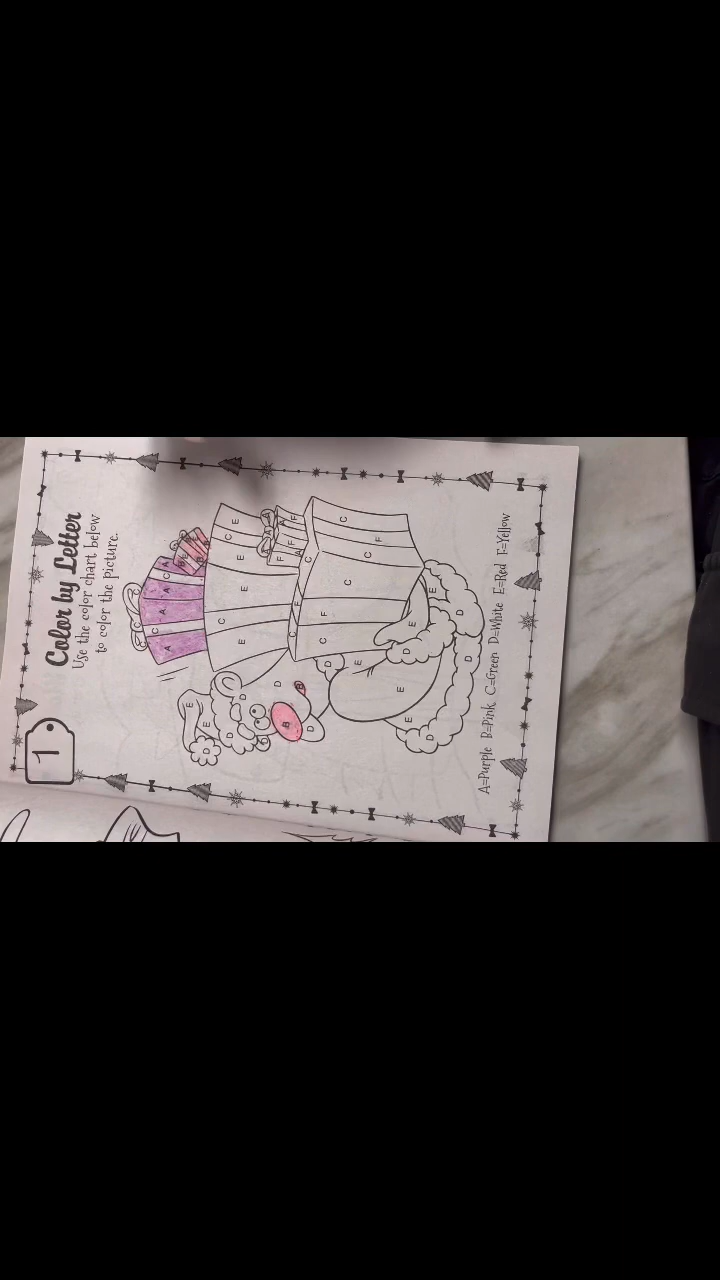 1
Color by Letter
Use the color chart below
to color the picture.
A=Purple B=Pink C=Green D=White E=Red F=Yellow